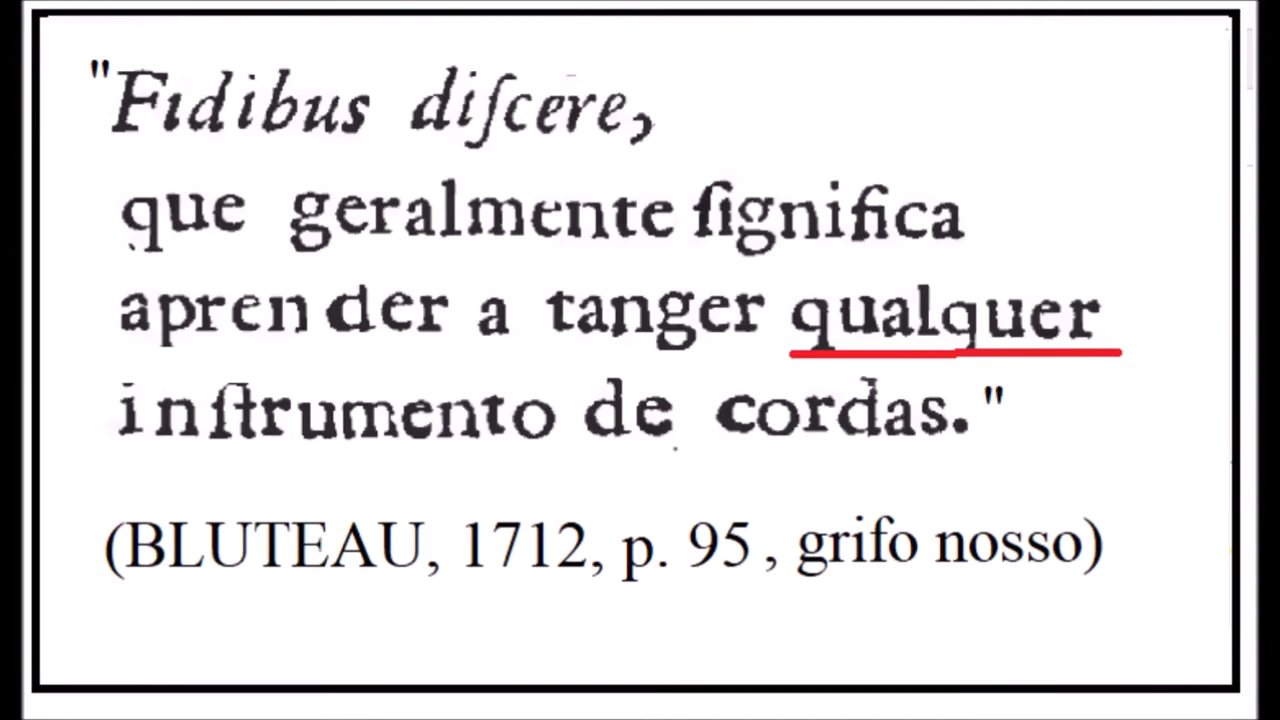 "Fidibus diſcere,
que geralmente ſignifica
aprender a tanger qualquer
inſtrumento de cordas."
(BLUTEAU, 1712, p. 95, grifo nosso)